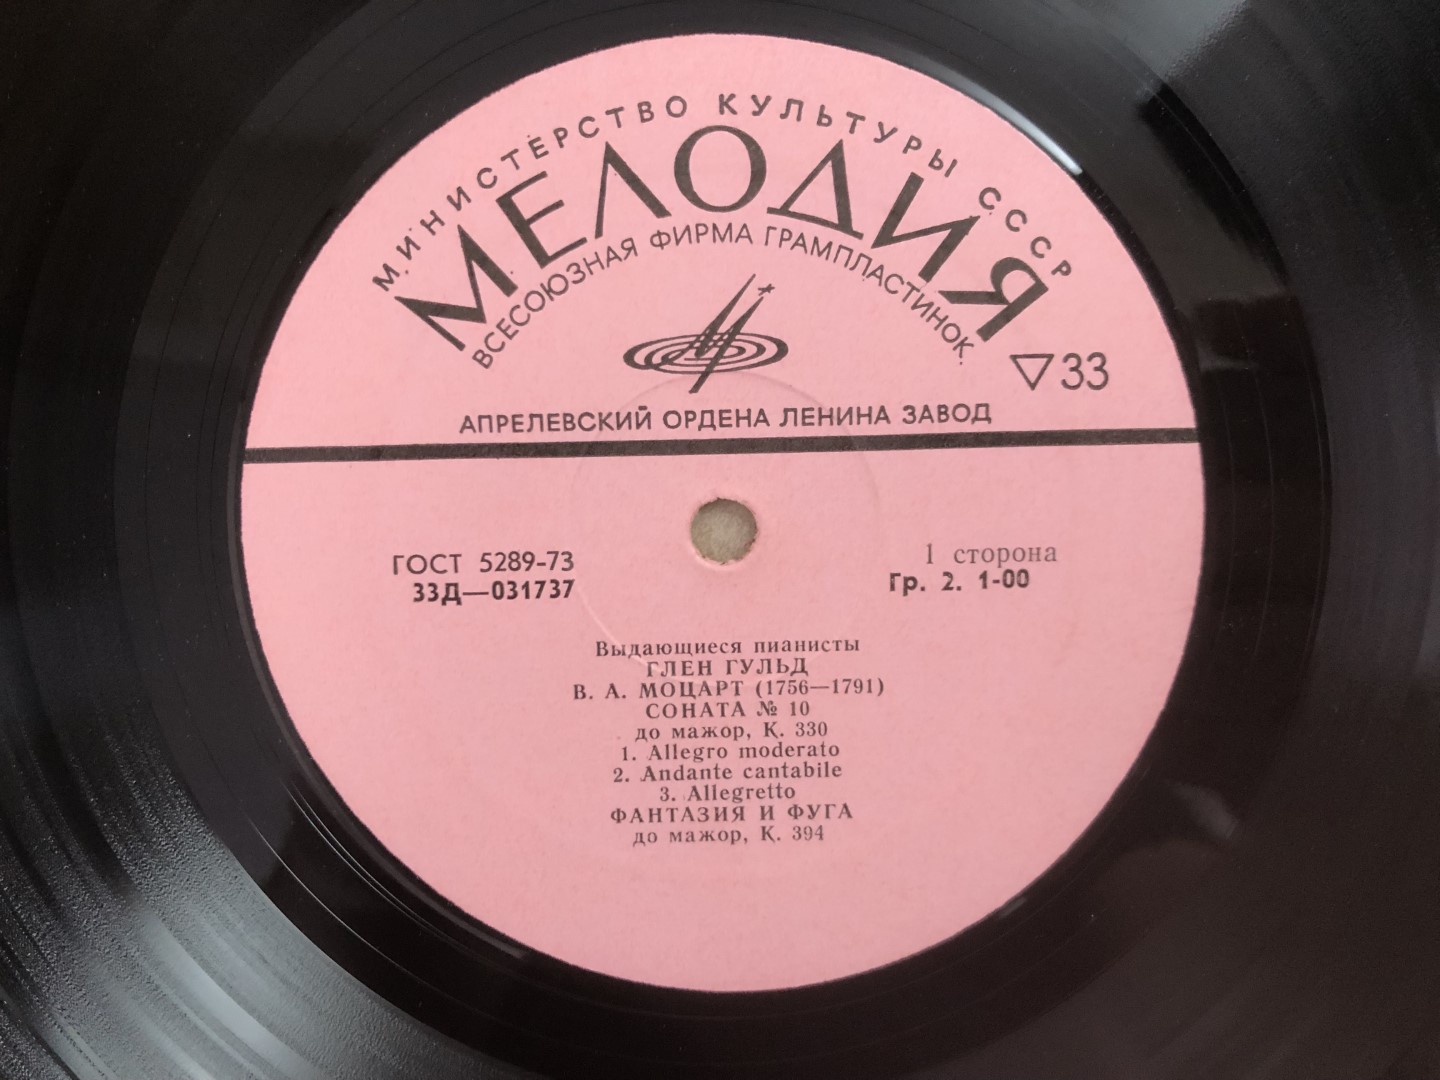 МИНИСТЕРСТВО КУЛЬТУРЫ СССР
МЕЛОДИЯ
ВСЕСОЮЗНАЯ ФИРМА ГРАМПЛАСТИНОК
▽33
АПРЕЛЕВСКИЙ ОРДЕНА ЛЕНИНА ЗАВОД
ГОСТ 5289-73
33Д—031737
1 сторона
Гр. 2. 1-00
Выдающиеся пианисты
ГЛЕН ГУЛЬД
В. А. МОЦАРТ (1756—1791)
СОНАТА № 10
до мажор, К. 330
1. Allegro moderato
2. Andante cantabile
3. Allegretto
ФАНТАЗИЯ И ФУГА
до мажор, К. 394